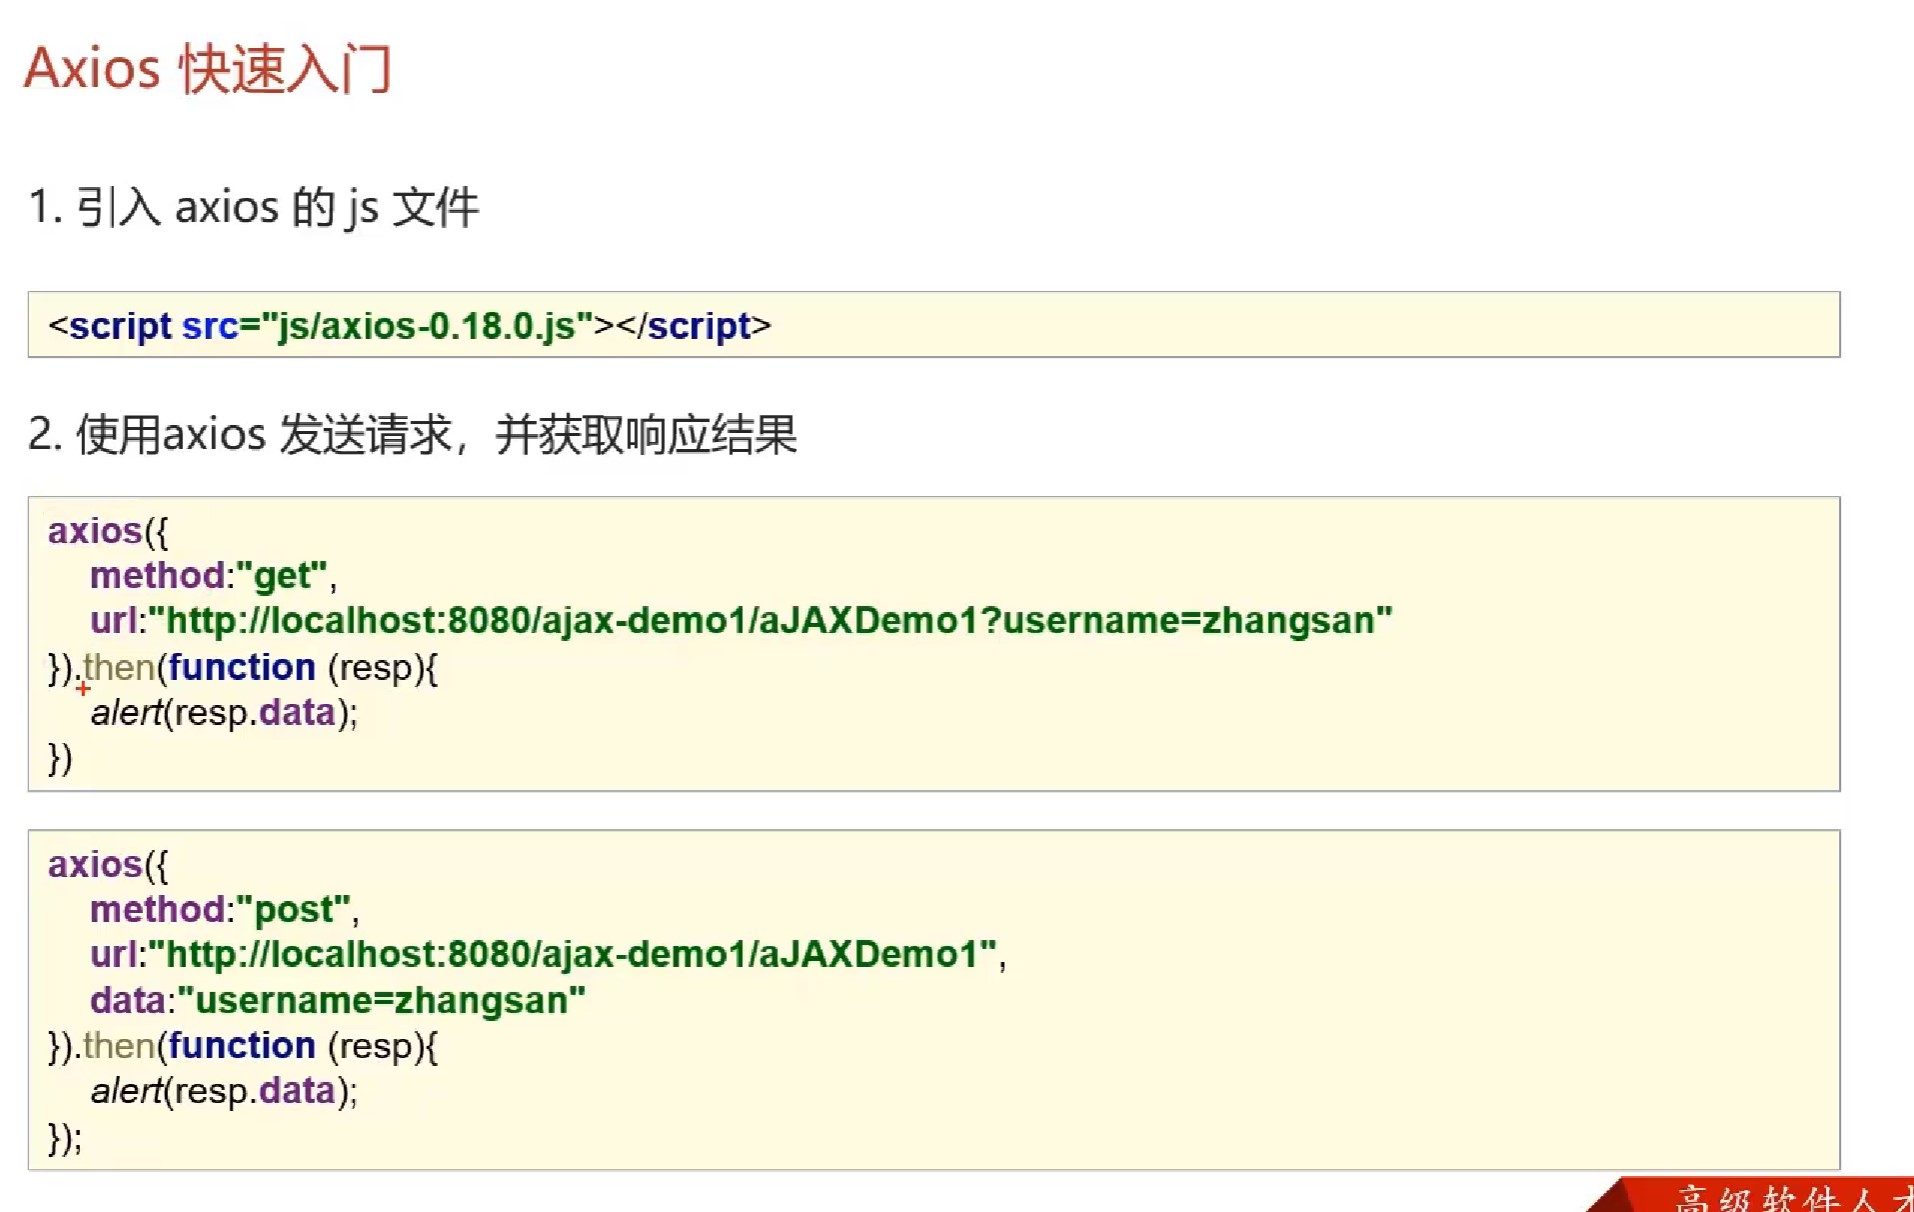 Axios 快速入门
1. 引入 axios 的 js 文件
<script src="js/axios-0.18.0.js"></script>
2. 使用axios 发送请求，并获取响应结果
axios({
method:"get",
url:"http://localhost:8080/ajax-demo1/aJAXDemo1?username=zhangsan"
}).then(function (resp){
alert(resp.data);
})
axios({
method:"post",
url:"http://localhost:8080/ajax-demo1/aJAXDemo1",
data:"username=zhangsan"
}).then(function (resp){
alert(resp.data);
});
高级软件人才